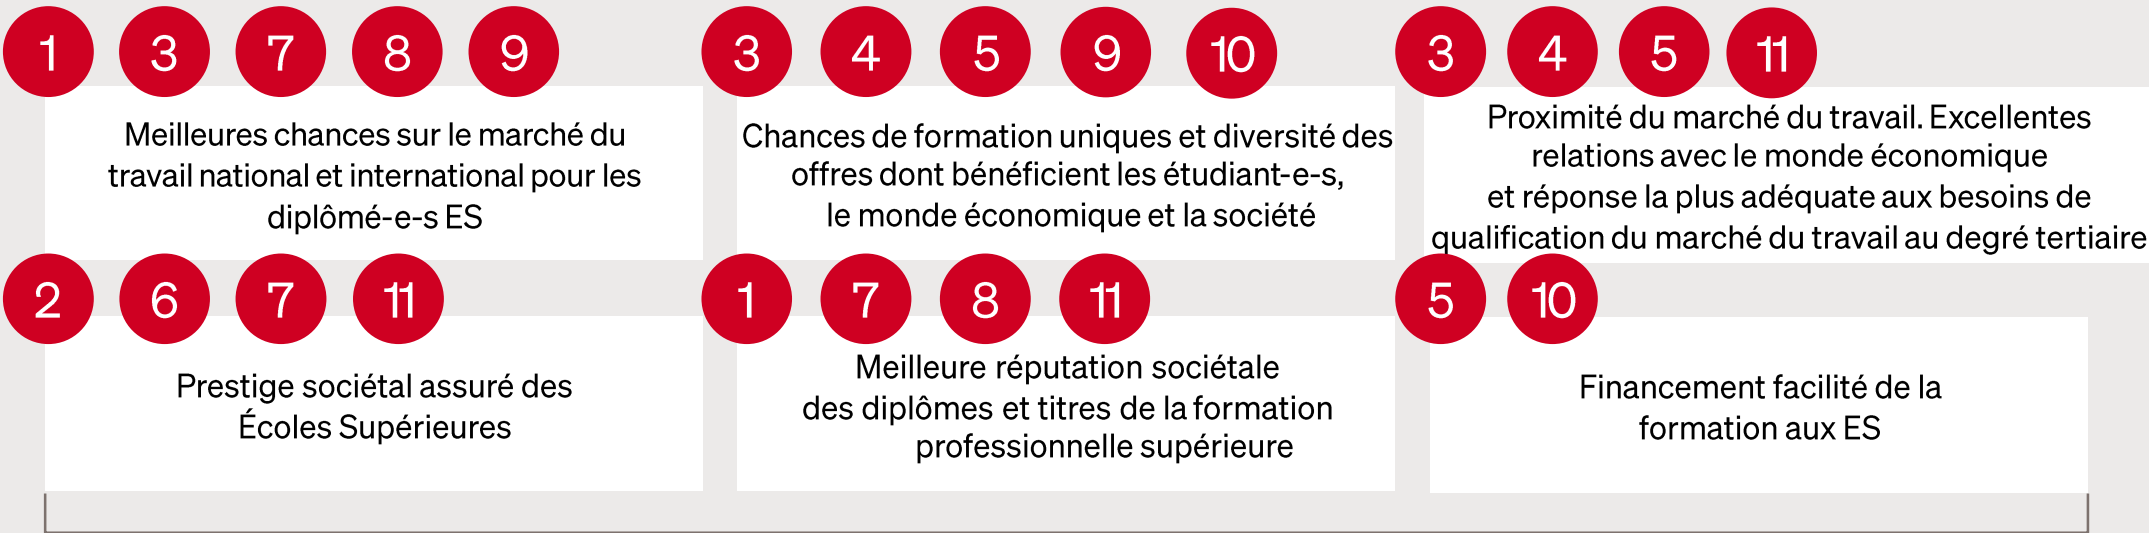 1 3 7 8 9
Meilleures chances sur le marché du
travail national et international pour les
diplômé-e-s ES
3 4 5 9 10
Chances de formation uniques et diversité des
offres dont bénéficient les étudiant-e-s,
le monde économique et la société
3 4 5 11
Proximité du marché du travail. Excellentes
relations avec le monde économique
et réponse la plus adéquate aux besoins de
qualification du marché du travail au degré tertiaire
2 6 7 11
Prestige sociétal assuré des
Écoles Supérieures
1 7 8 11
Meilleure réputation sociétale
des diplômes et titres de la formation
professionnelle supérieure
5 10
Financement facilité de la
formation aux ES